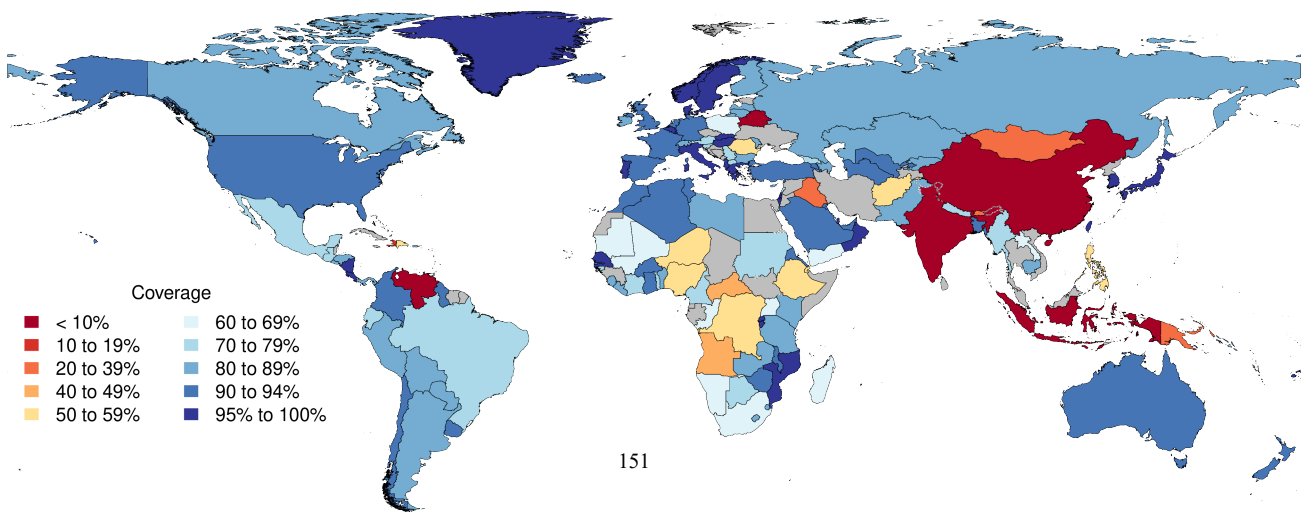 Coverage
< 10%
10 to 19%
20 to 39%
40 to 49%
50 to 59%
60 to 69%
70 to 79%
80 to 89%
90 to 94%
95% to 100%
151